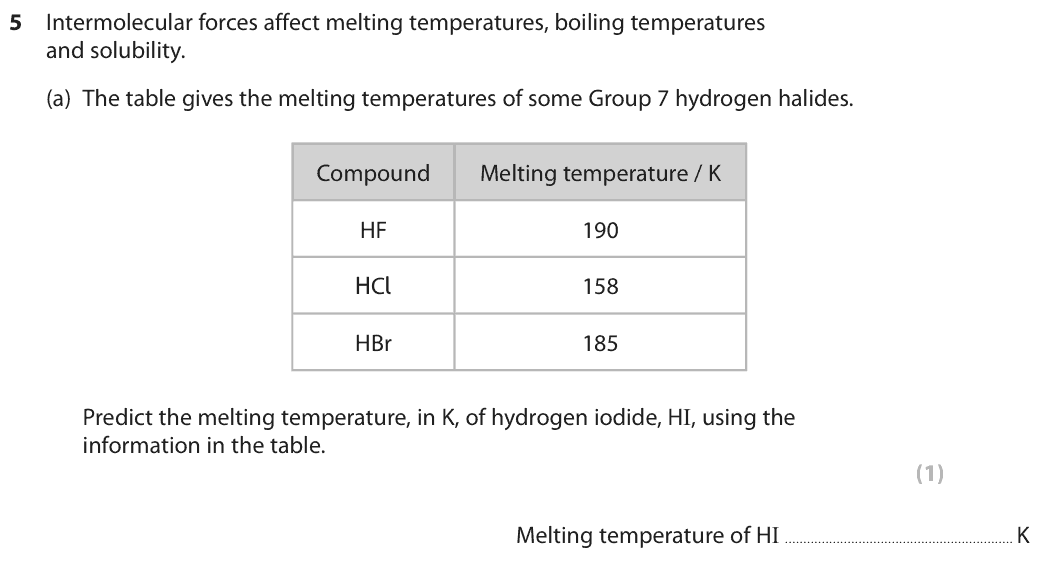 5 Intermolecular forces affect melting temperatures, boiling temperatures
and solubility.
(a) The table gives the melting temperatures of some Group 7 hydrogen halides.
Compound Melting temperature / K
HF 190
HCl 158
HBr 185
Predict the melting temperature, in K, of hydrogen iodide, HI, using the
information in the table.
(1)
Melting temperature of HI ............................................................ K